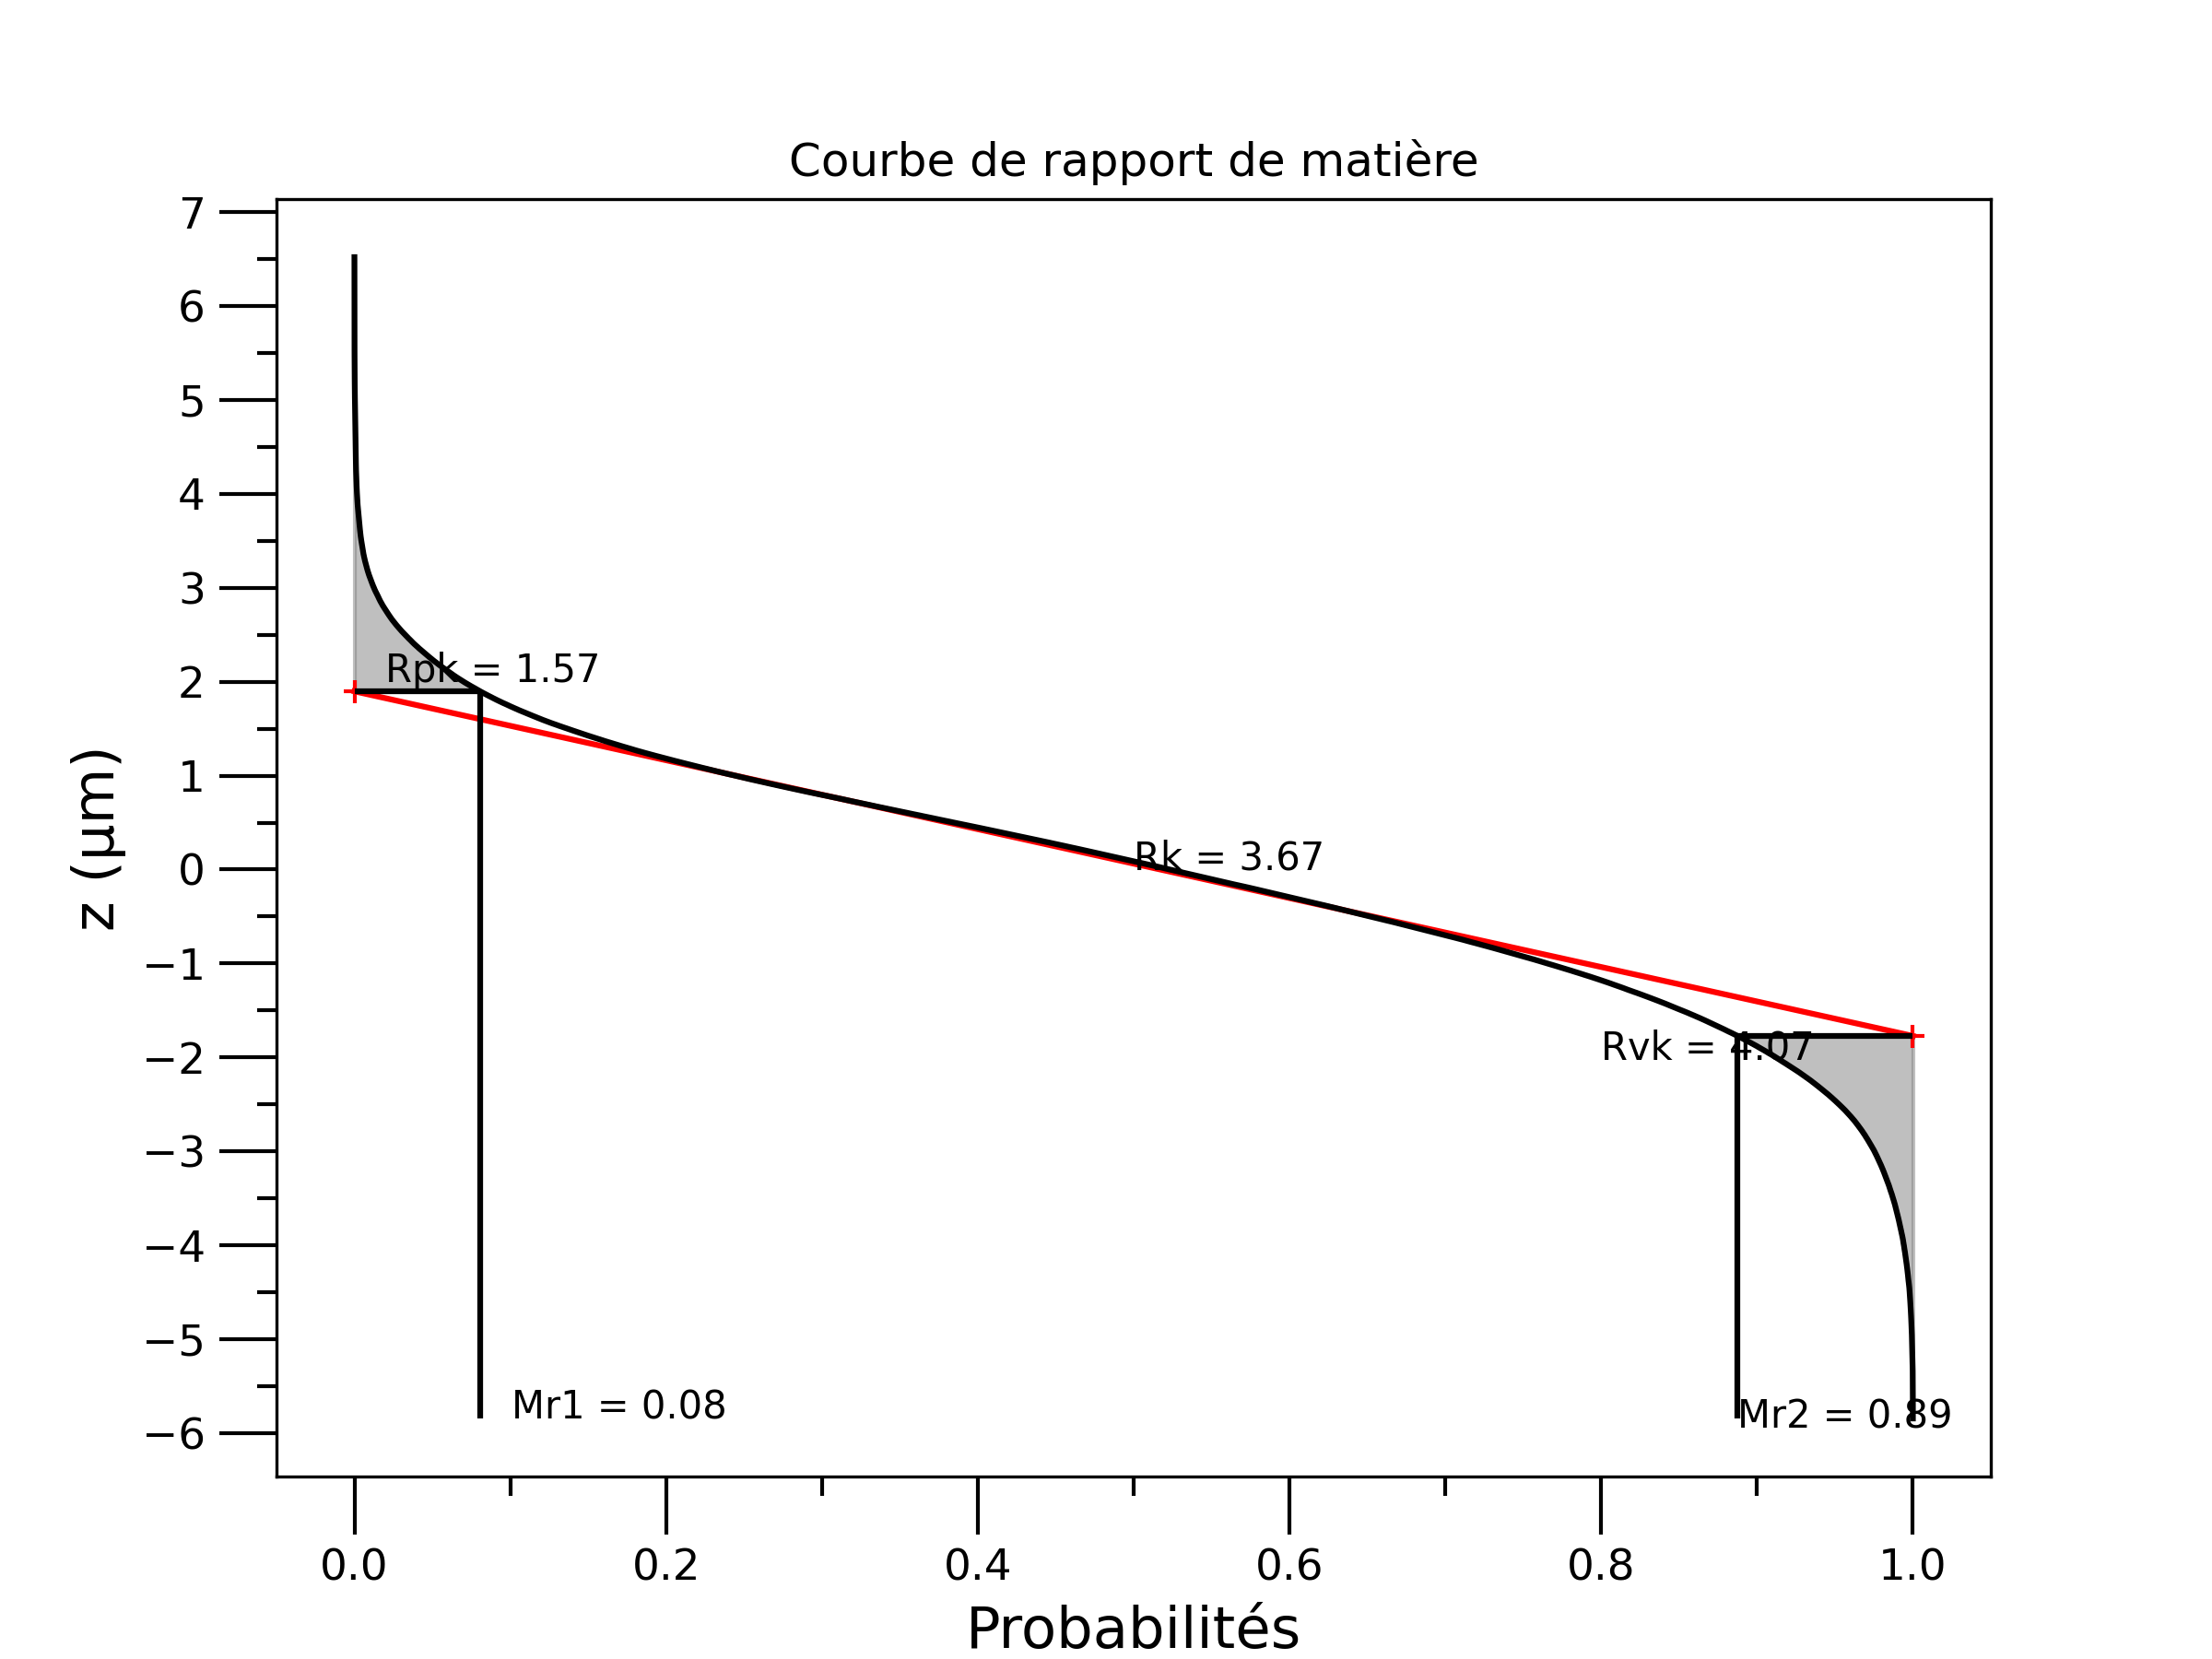 Courbe de rapport de matière
7
6
5
4
3
2
1
0
−1
−2
−3
−4
−5
−6
z (µm)
Rpk = 1.57
Rk = 3.67
Rvk = 4.07
Mr1 = 0.08
Mr2 = 0.89
0.0 0.2 0.4 0.6 0.8 1.0
Probabilités